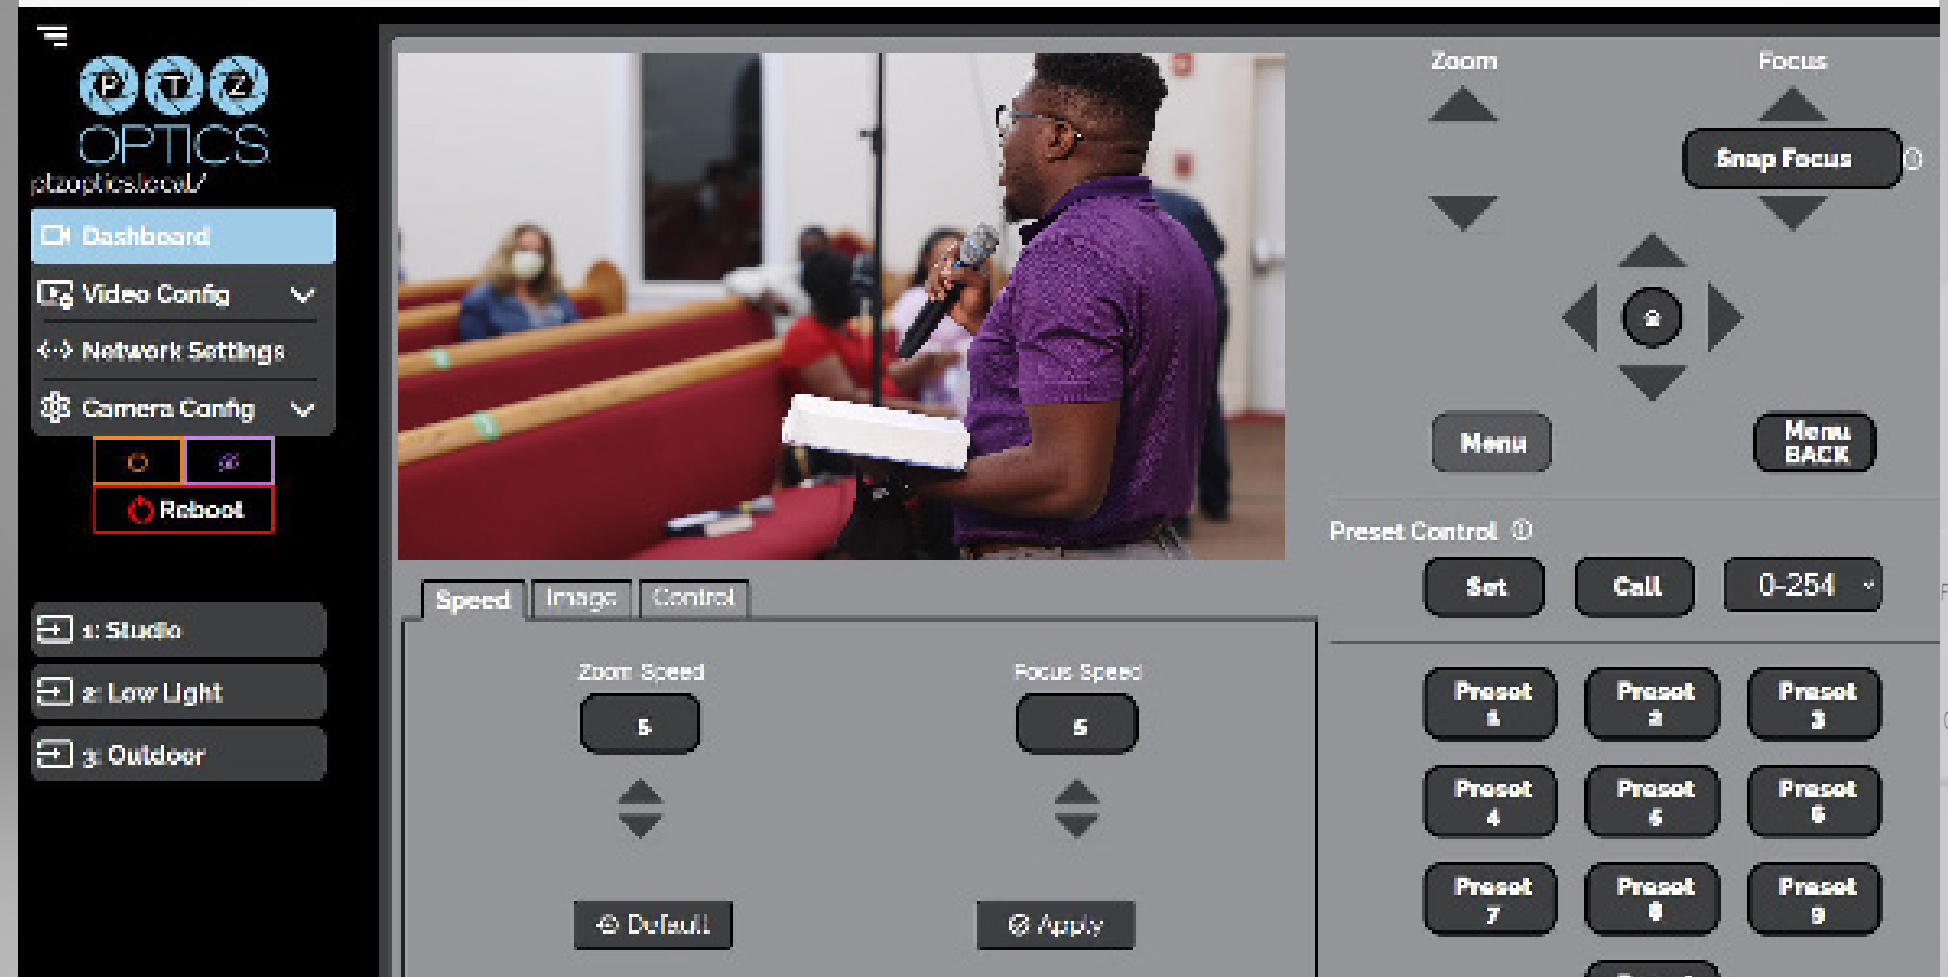 PTZ
OPTICS
ptzoptics.local/
Dashboard
Video Config
Network Settings
Camera Config
Reboot
1: Studio
2: Low Light
3: Outdoor
Zoom
Focus
Snap Focus
Menu
Menu
BACK
Preset Control
Set
Call
0-254
Speed
Image
Control
Zoom Speed
Focus Speed
5
5
Default
Apply
Preset
1
Preset
2
Preset
3
Preset
4
Preset
5
Preset
6
Preset
7
Preset
8
Preset
9